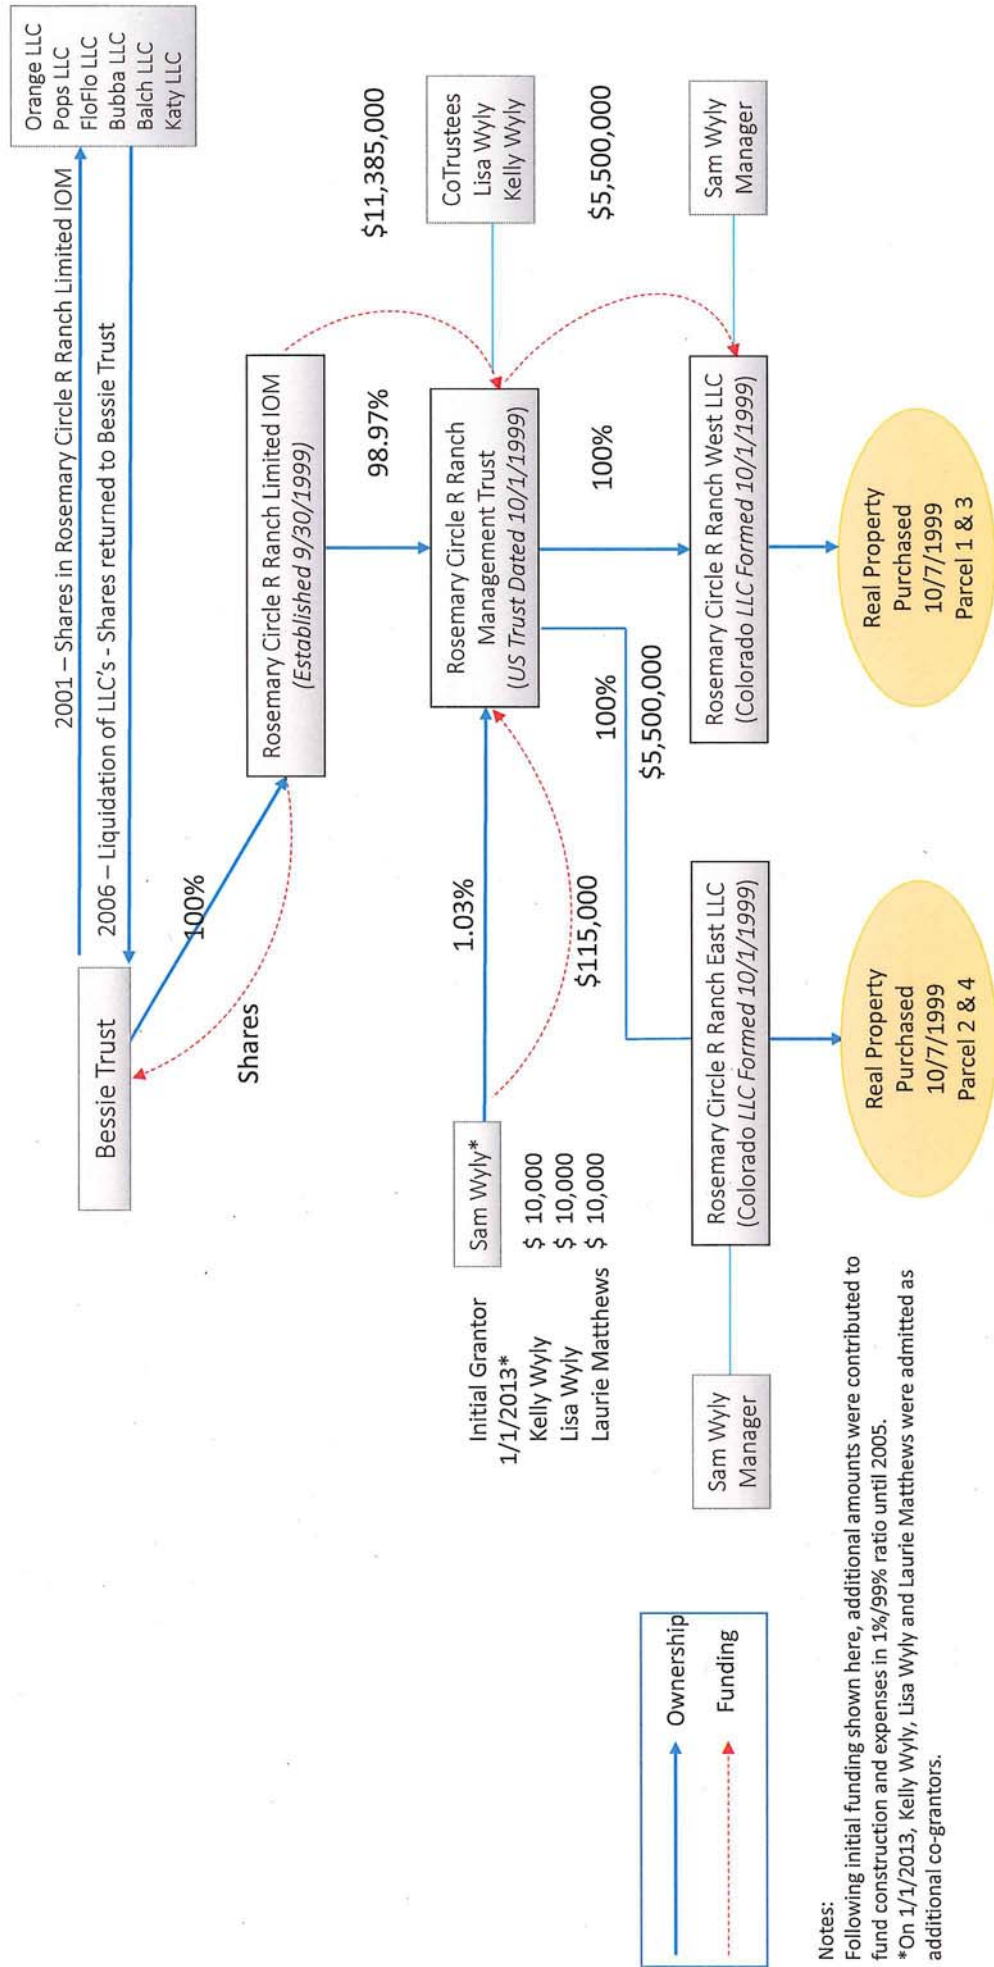 Bessie Trust
2001 – Shares in Rosemary Circle R Ranch Limited IOM
2006 – Liquidation of LLC's - Shares returned to Bessie Trust
Orange LLC
Pops LLC
FloFlo LLC
Bubba LLC
Balch LLC
Katy LLC
100%
Shares
Rosemary Circle R Ranch Limited IOM
(Established 9/30/1999)
98.97%
$11,385,000
Sam Wyly*
Initial Grantor
1/1/2013*
Kelly Wyly $ 10,000
Lisa Wyly $ 10,000
Laurie Matthews $ 10,000
1.03%
$115,000
Rosemary Circle R Ranch
Management Trust
(US Trust Dated 10/1/1999)
CoTrustees
Lisa Wyly
Kelly Wyly
100%
$5,500,000
100%
$5,500,000
Sam Wyly
Manager
Rosemary Circle R Ranch East LLC
(Colorado LLC Formed 10/1/1999)
Rosemary Circle R Ranch West LLC
(Colorado LLC Formed 10/1/1999)
Sam Wyly
Manager
Real Property
Purchased
10/7/1999
Parcel 2 & 4
Real Property
Purchased
10/7/1999
Parcel 1 & 3
Ownership
Funding
Notes:
Following initial funding shown here, additional amounts were contributed to
fund construction and expenses in 1%/99% ratio until 2005.
*On 1/1/2013, Kelly Wyly, Lisa Wyly and Laurie Matthews were admitted as
additional co-grantors.